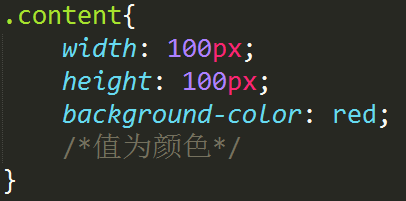 .content{
width: 100px;
height: 100px;
background-color: red;
/*值为颜色*/
}